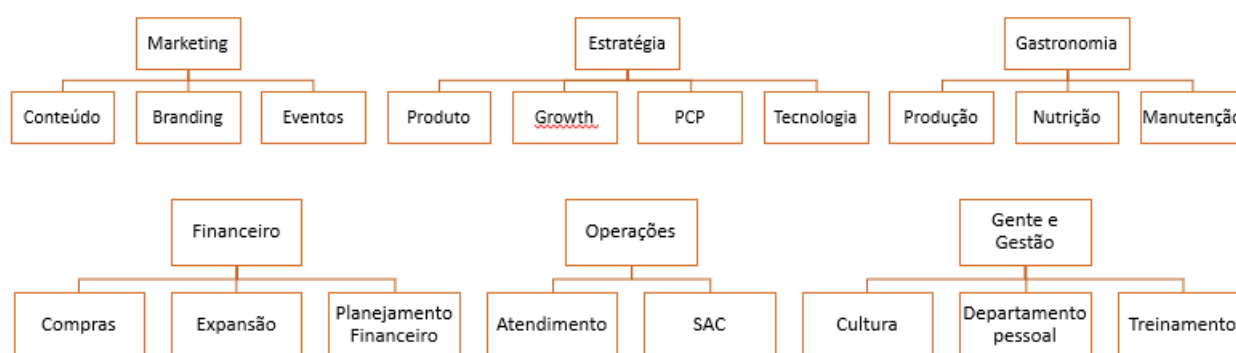 Marketing
Estratégia
Gastronomia
Conteúdo
Branding
Eventos
Produto
Growth
PCP
Tecnologia
Produção
Nutrição
Manutenção
Financeiro
Operações
Gente e
Gestão
Compras
Expansão
Planejamento
Financeiro
Atendimento
SAC
Cultura
Departamento
pessoal
Treinamento